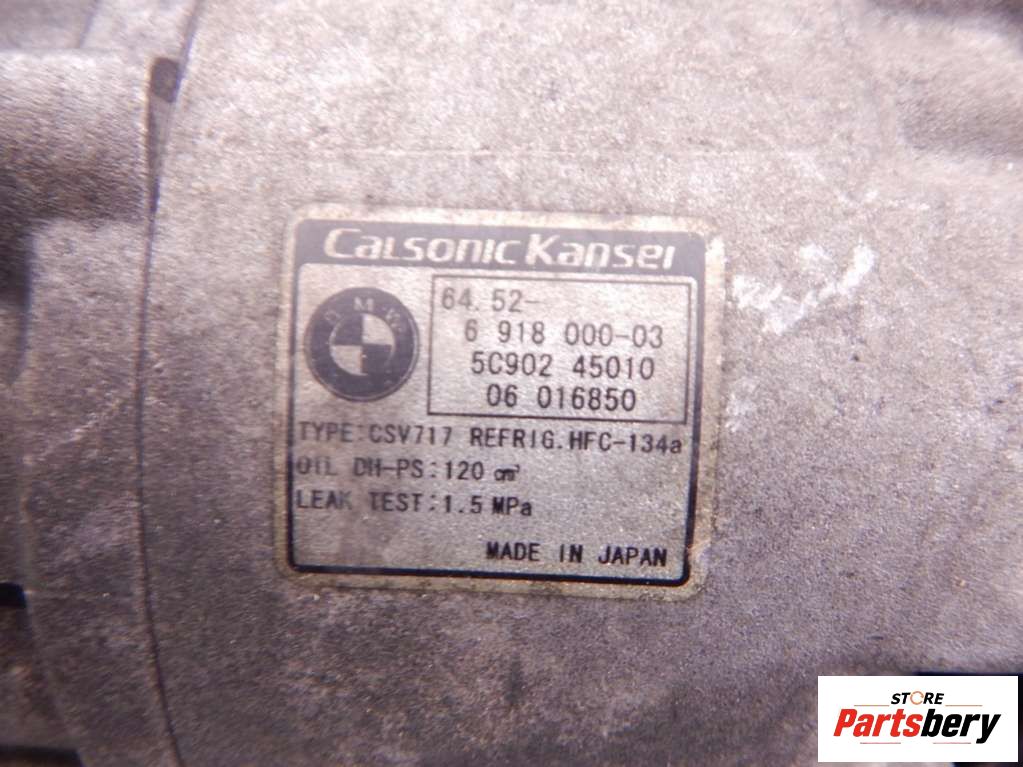 Calsonic Kansei
BMW
64.52-
6 918 000-03
5C902 45010
06 016850
TYPE:CSV717 REFRIG.HFC-134a
OIL DH-PS:120 cm³
LEAK TEST:1.5 MPa
MADE IN JAPAN
STORE
Partsbery